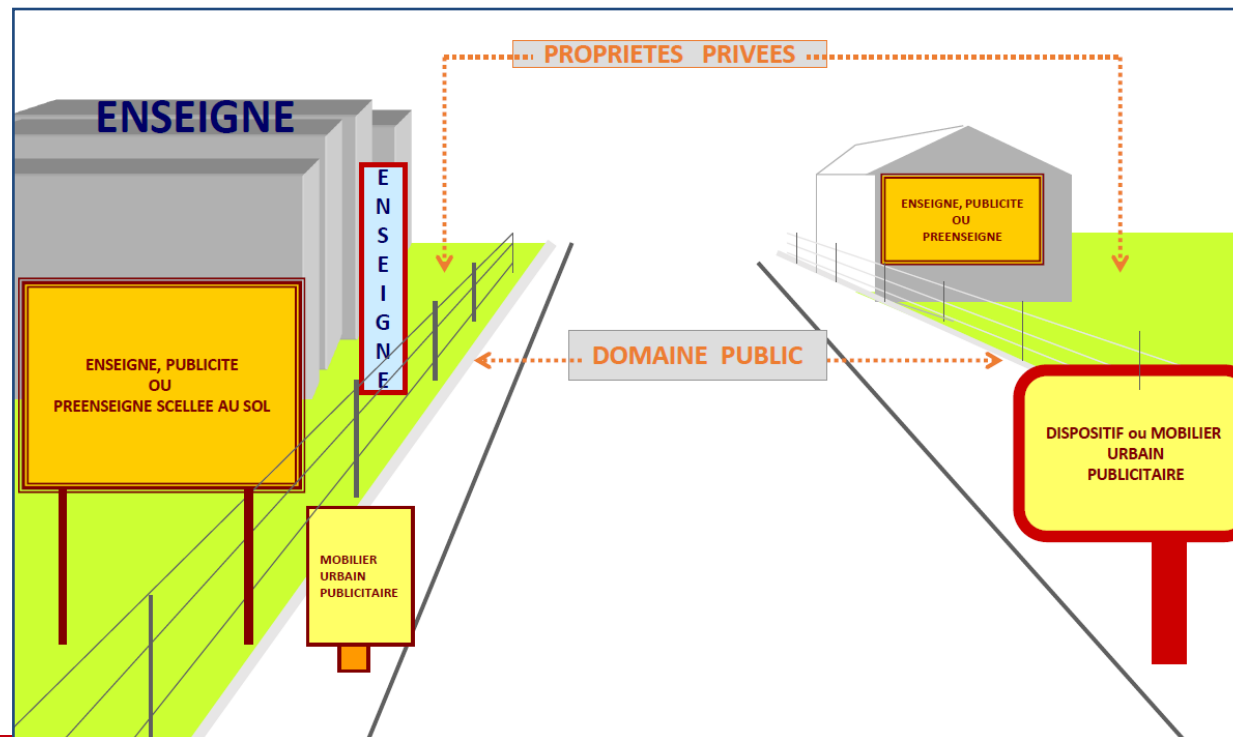 PROPRIETES PRIVEES
ENSEIGNE
ENSEIGNE
ENSEIGNE, PUBLICITE
OU
PREENSEIGNE
DOMAINE PUBLIC
ENSEIGNE, PUBLICITE
OU
PREENSEIGNE SCELLEE AU SOL
DISPOSITIF ou MOBILIER
URBAIN
PUBLICITAIRE
MOBILIER
URBAIN
PUBLICITAIRE